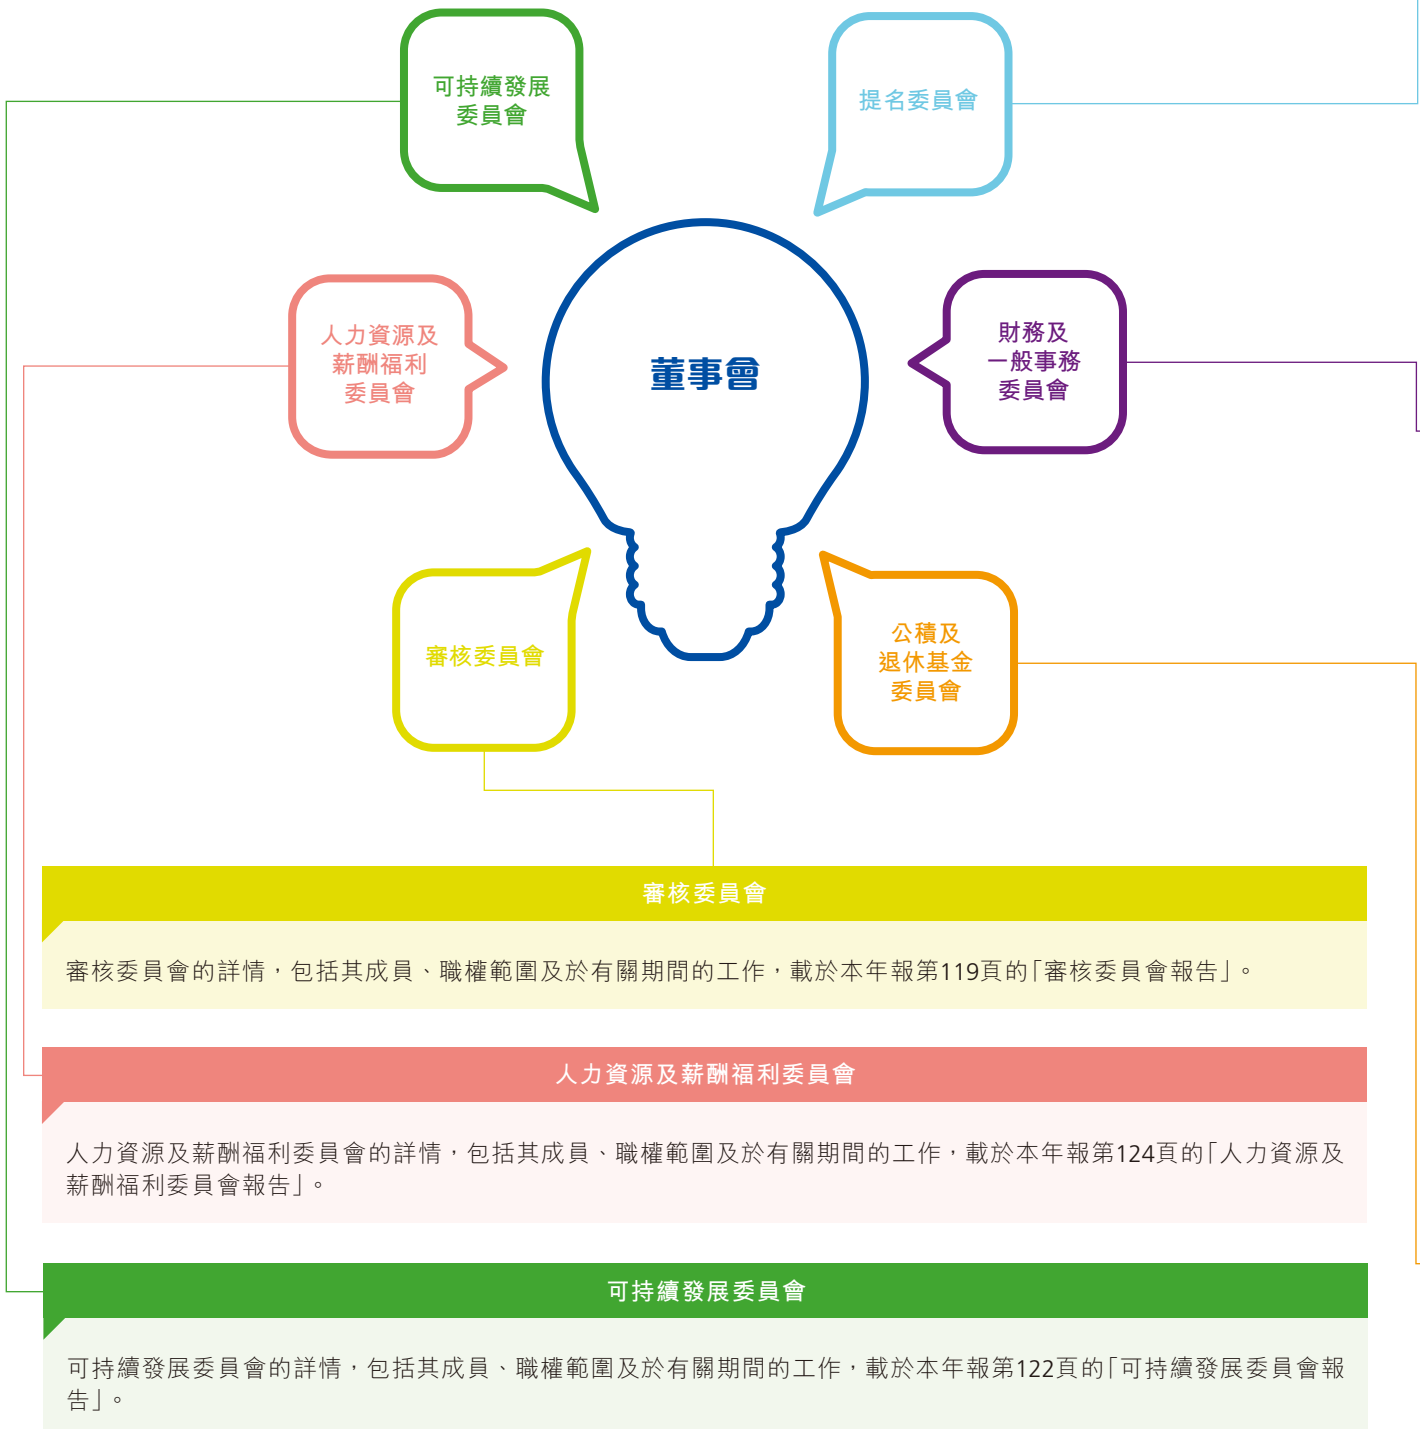 可持續發展
委員會
提名委員會
人力資源及
薪酬福利
委員會
董事會
財務及
一般事務
委員會
審核委員會
公積及
退休基金
委員會
審核委員會
審核委員會的詳情，包括其成員、職權範圍及於有關期間的工作，載於本年報第119頁的「審核委員會報告」。
人力資源及薪酬福利委員會
人力資源及薪酬福利委員會的詳情，包括其成員、職權範圍及於有關期間的工作，載於本年報第124頁的「人力資源及
薪酬福利委員會報告」。
可持續發展委員會
可持續發展委員會的詳情，包括其成員、職權範圍及於有關期間的工作，載於本年報第122頁的「可持續發展委員會報
告」。